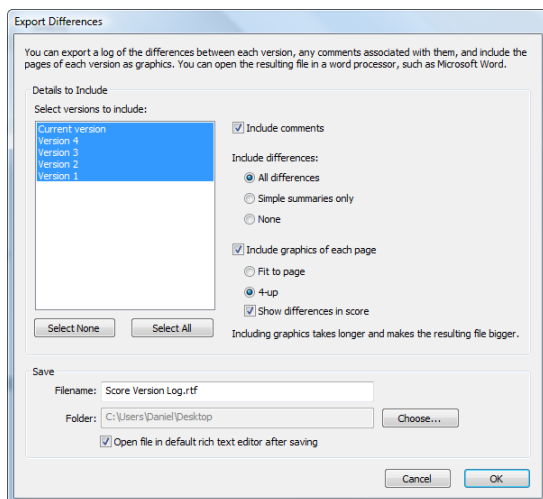 Export Differences
You can export a log of the differences between each version, any comments associated with them, and include the
pages of each version as graphics. You can open the resulting file in a word processor, such as Microsoft Word.
Details to Include
Select versions to include:
Current version
Version 4
Version 3
Version 2
Version 1
Select None
Select All
Include comments
Include differences:
All differences
Simple summaries only
None
Include graphics of each page
Fit to page
4-up
Show differences in score
Including graphics takes longer and makes the resulting file bigger.
Save
Filename: Score Version Log.rtf
Folder: C:\Users\Daniel\Desktop
Choose...
Open file in default rich text editor after saving
Cancel
OK